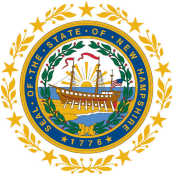 SEAL · OF · THE · STATE · OF · NEW · HAMPSHIRE
1776